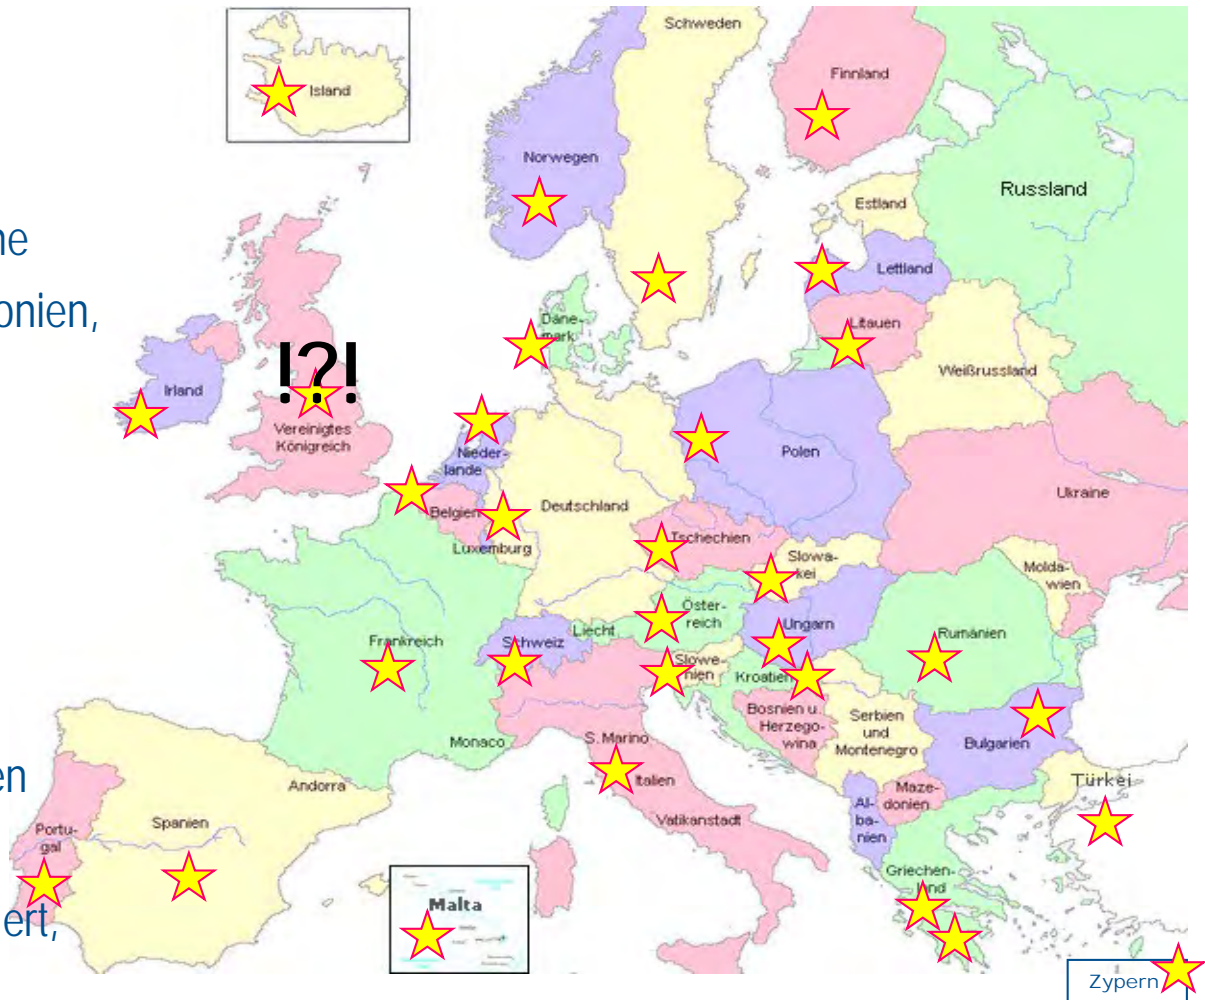 Schweden
Finnland
Island
Norwegen
Russland
Estland
ne
Lettland
onien,
Däne-
mark
Litauen
!?!
Weißrussland
Irland
Vereinigtes
Königreich
Nieder-
lande
Polen
Ukraine
Deutschland
Belgien
Tschechien
Luxemburg
Slowa-
kei
Molda-
wien
Öster-
reich
Ungarn
Liecht
Rumänien
Frankreich
Schweiz
Slowe-
nien
Kroatien
Bosnien u.
Herzego-
wina
Serbien
und
Montenegro
Monaco
S. Marino
Bulgarien
en
Italien
Türkei
Andorra
Maze-
donien
Al-
ba-
nien
Vatikanstadt
Spanien
Portu-
gal
Griechen-
land
Malta
ert,
Zypern